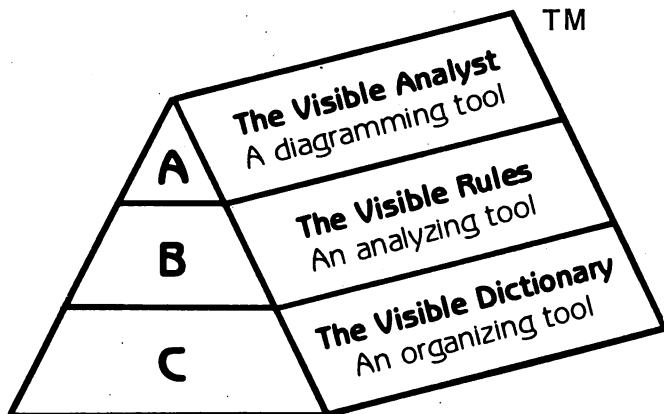 TM
The Visible Analyst
A diagramming tool
A
The Visible Rules
An analyzing tool
B
The Visible Dictionary
An organizing tool
C